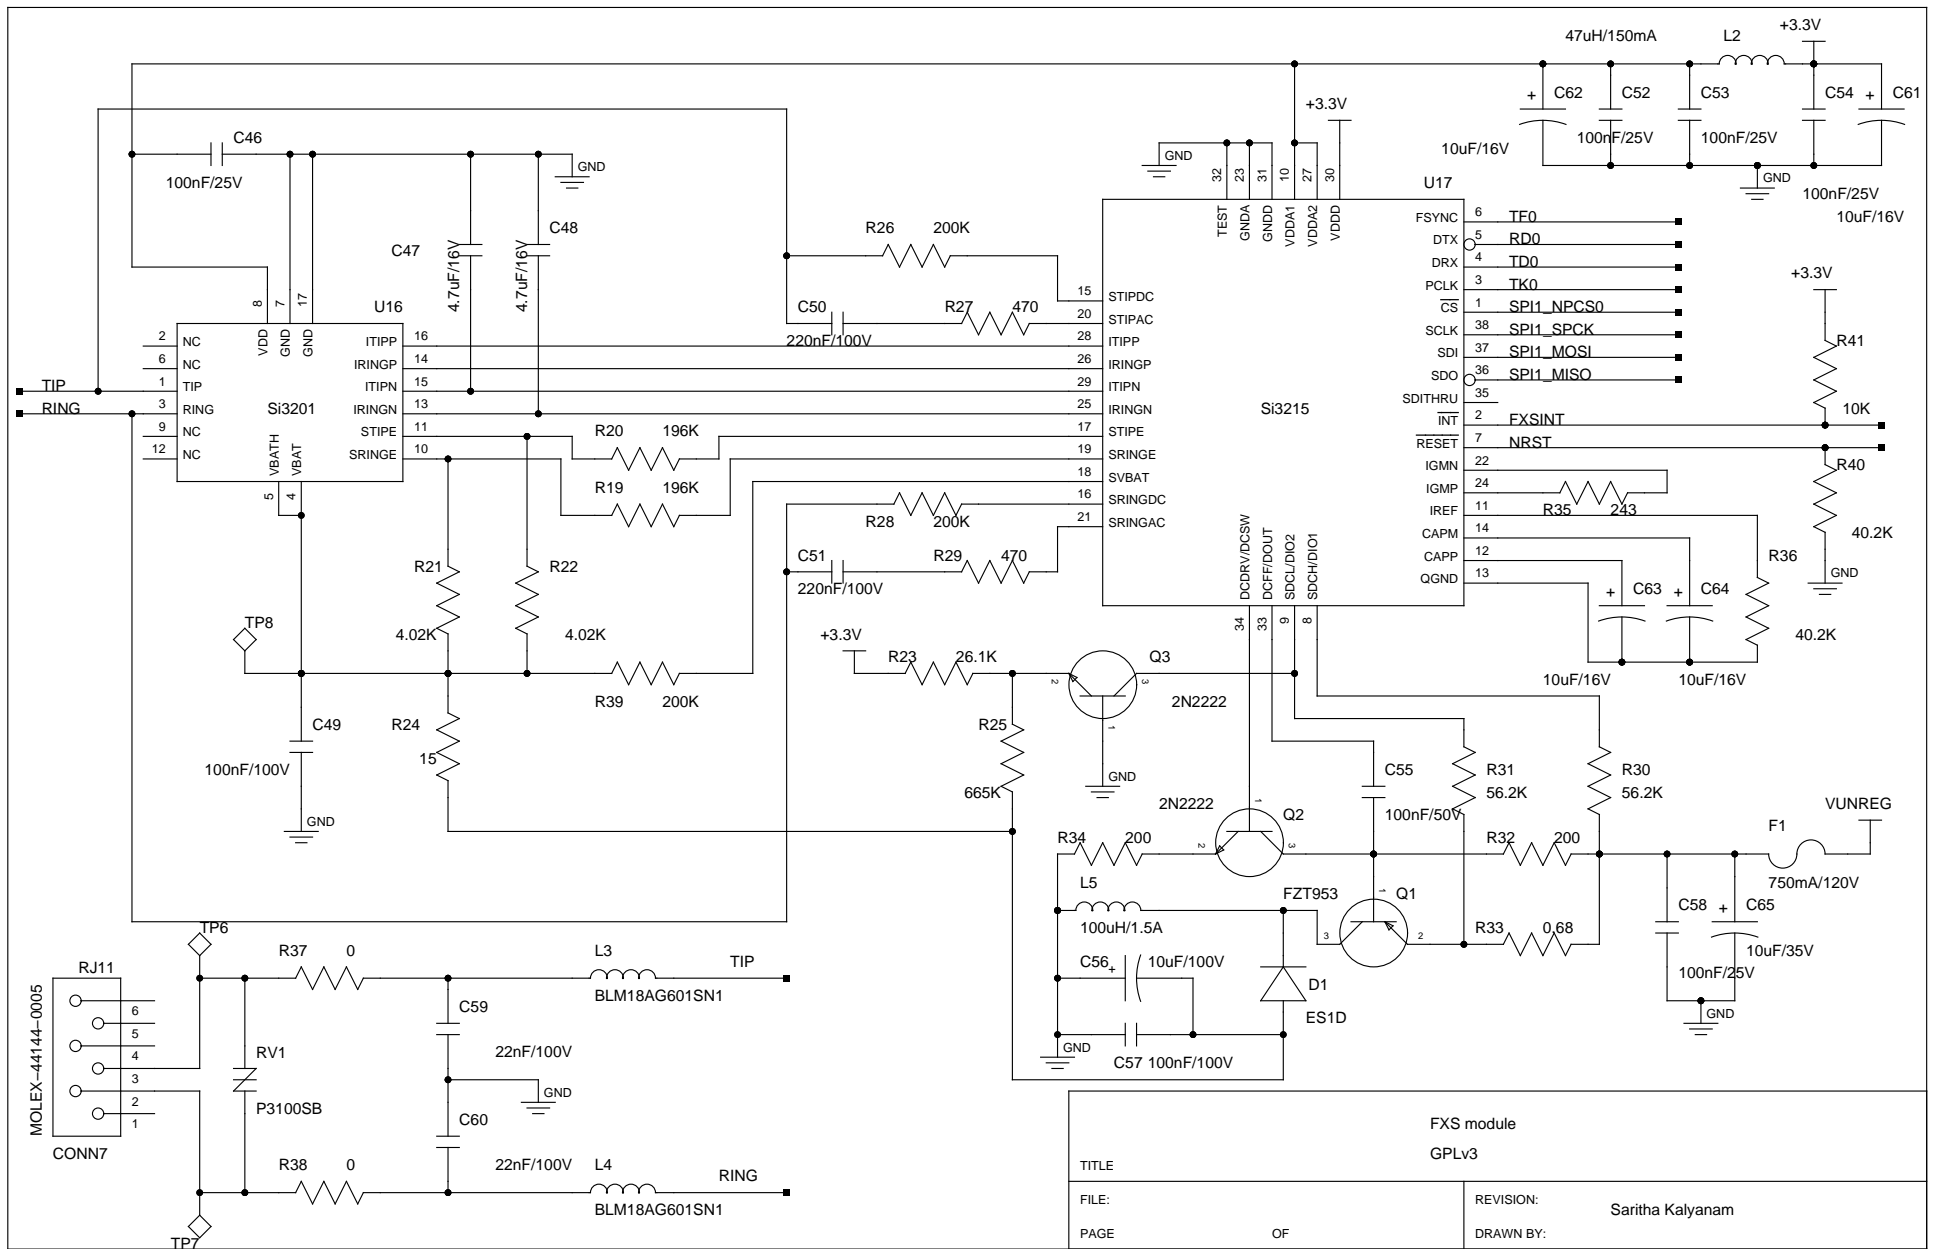 47uH/150mA
L2
+3.3V
+
C62
C52
C53
C54
+
C61
+3.3V
100nF/25V
100nF/25V
10uF/16V
GND
100nF/25V
10uF/16V
C46
100nF/25V
GND
C47
4.7uF/16V
C48
4.7uF/16V
GND
32
23
31
10
27
30
TEST
GNDA
GNDD
VDDA1
VDDA2
VDDD
U17
Si3215
R26
200K
C50
220nF/100V
R27
470
15 STIPDC
20 STIPAC
28 ITIPP
26 IRINGP
29 ITIPN
25 IRINGN
17 STIPE
19 SRINGE
18 SVBAT
16 SRINGDC
21 SRINGAC
FSYNC 6 TF0
DTX 5 RD0
DRX 4 TD0
PCLK 3 TK0
CS 1 SPI1_NPCS0
SCLK 38 SPI1_SPCK
SDI 37 SPI1_MOSI
SDO 36 SPI1_MISO
SDITHRU 35
INT 2 FXSINT
RESET 7 NRST
IGMN 22
IGMP 24
IREF 11
CAPM 14
CAPP 12
QGND 13
+3.3V
R41
10K
R40
40.2K
GND
R35
243
R36
40.2K
+
C63
+
C64
10uF/16V
10uF/16V
U16
Si3201
8
7
17
VDD
GND
GND
2 NC
6 NC
1 TIP
3 RING
9 NC
12 NC
TIP
RING
ITIPP 16
IRINGP 14
ITIPN 15
IRINGN 13
STIPE 11
SRINGE 10
VBATH
VBAT
5
4
R20
196K
R19
196K
R28
200K
C51
220nF/100V
R29
470
R21
4.02K
R22
4.02K
TP8
R39
200K
C49
100nF/100V
GND
R24
15
DCDRV/DCSW
DCFF/DOUT
SDCL/DIO2
SDCH/DIO1
34
33
9
8
+3.3V
R23
26.1K
2
3
1
Q3
2N2222
GND
R25
665K
C55
100nF/50V
R31
56.2K
R30
56.2K
2N2222
1
2
3
Q2
R34
200
R32
200
F1
750mA/120V
VUNREG
L5
100uH/1.5A
FZT953
1
3
2
Q1
R33
0.68
C58
100nF/25V
+
C65
10uF/35V
GND
C56
+
10uF/100V
C57
100nF/100V
GND
D1
ES1D
TP6
RJ11
MOLEX-44144-0005
6
5
4
3
2
1
CONN7
TP7
R37
0
RV1
P3100SB
R38
0
C59
22nF/100V
GND
C60
22nF/100V
L3
BLM18AG601SN1
TIP
L4
BLM18AG601SN1
RING
FXS module
GPLv3
TITLE
FILE:
REVISION:
Saritha Kalyanam
PAGE
OF
DRAWN BY: